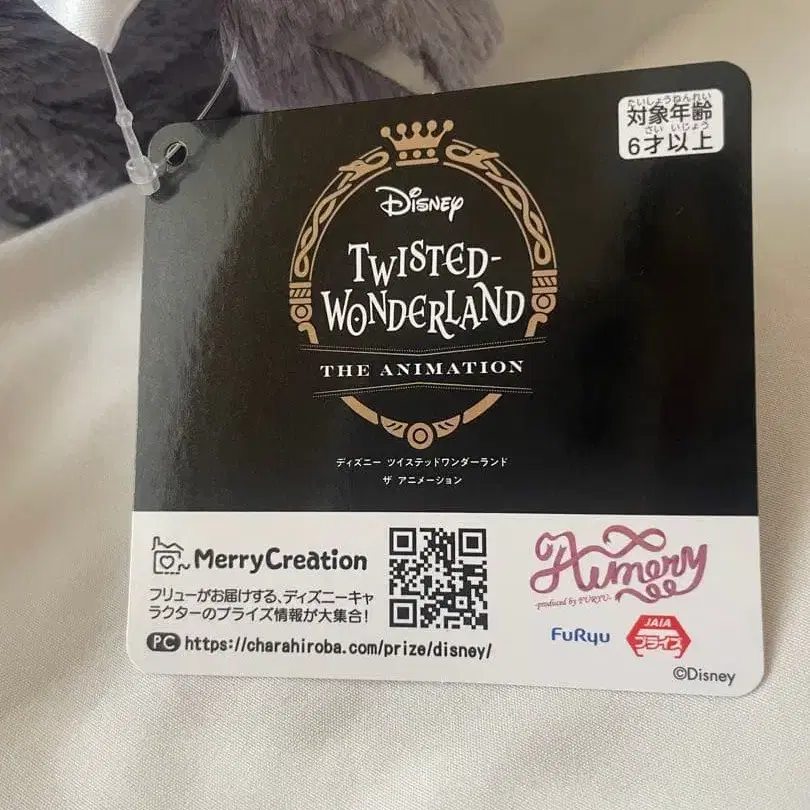 たいしょうねんれい
対象年齢
さい いじょう
6才以上
Disney
TWISTED-
WONDERLAND
THE ANIMATION
ディズニー ツイステッドワンダーランド
ザ アニメーション
MerryCreation
フリューがお届けする、ディズニーキャ
ラクターのプライズ情報が大集合!
PC https://charahiroba.com/prize/disney/
Aimery
-produced by FURYU-
FuRyu
JAIA
プライズ
©Disney